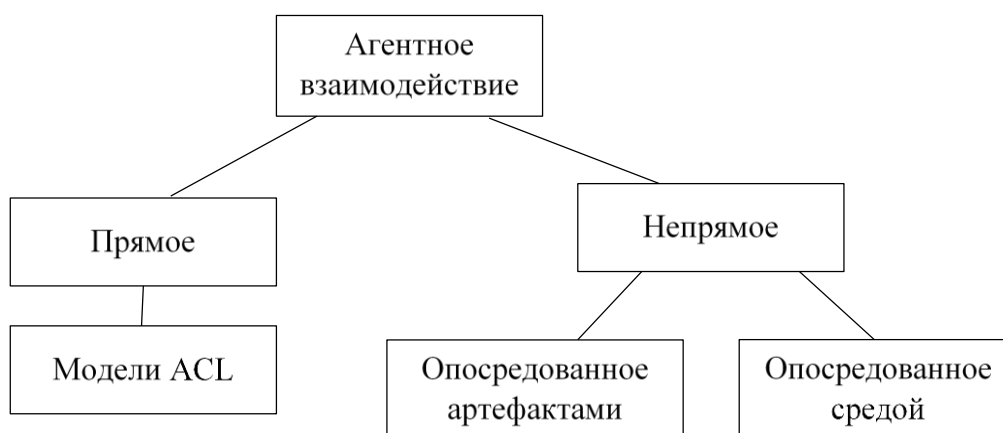 Агентное
взаимодействие
Прямое
Непрямое
Модели ACL
Опосредованное
артефактами
Опосредованное
средой